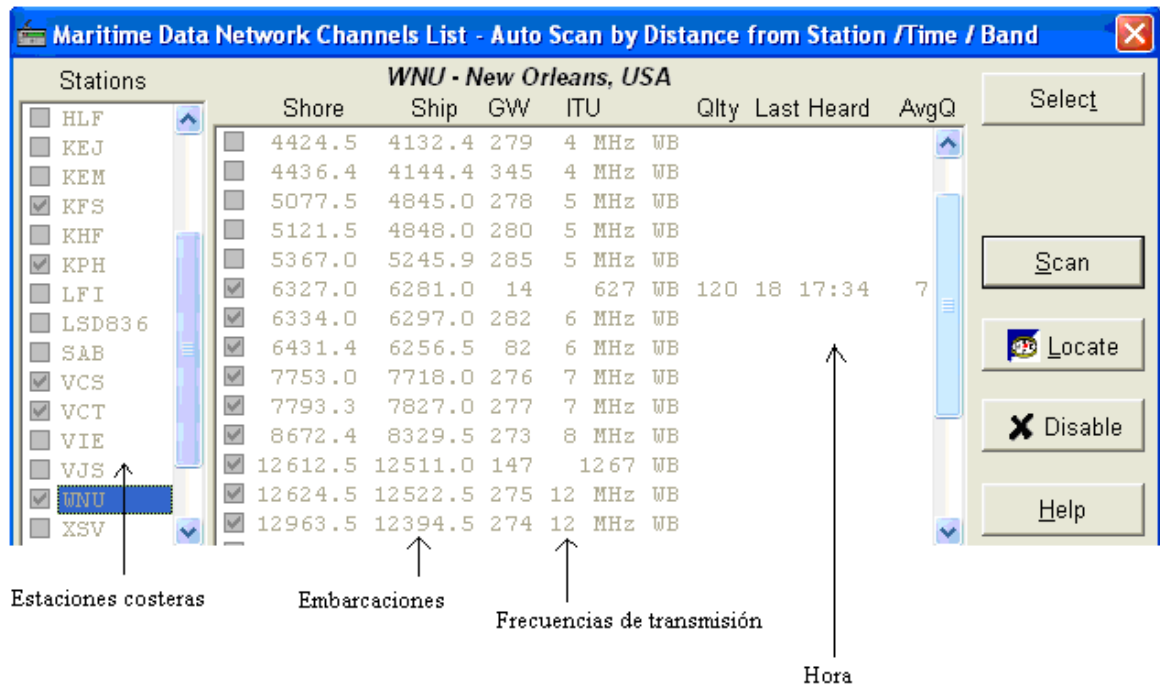 Maritime Data Network Channels List - Auto Scan by Distance from Station /Time / Band
Stations
HLF
KEJ
KEM
KFS
KHF
KPH
LFI
LSD836
SAB
VCS
VCT
VIE
VJS
WNU
XSV
WNU - New Orleans, USA
Shore Ship GW ITU Qlty Last Heard AvgQ
4424.5 4132.4 279 4 MHz WB
4436.4 4144.4 345 4 MHz WB
5077.5 4845.0 278 5 MHz WB
5121.5 4848.0 280 5 MHz WB
5367.0 5245.9 285 5 MHz WB
6327.0 6281.0 14 627 WB 120 18 17:34 7
6334.0 6297.0 282 6 MHz WB
6431.4 6256.5 82 6 MHz WB
7753.0 7718.0 276 7 MHz WB
7793.3 7827.0 277 7 MHz WB
8672.4 8329.5 273 8 MHz WB
12612.5 12511.0 147 1267 WB
12624.5 12522.5 275 12 MHz WB
12963.5 12394.5 274 12 MHz WB
Select
Scan
Locate
Disable
Help
Estaciones costeras
Embarcaciones
Frecuencias de transmisión
Hora